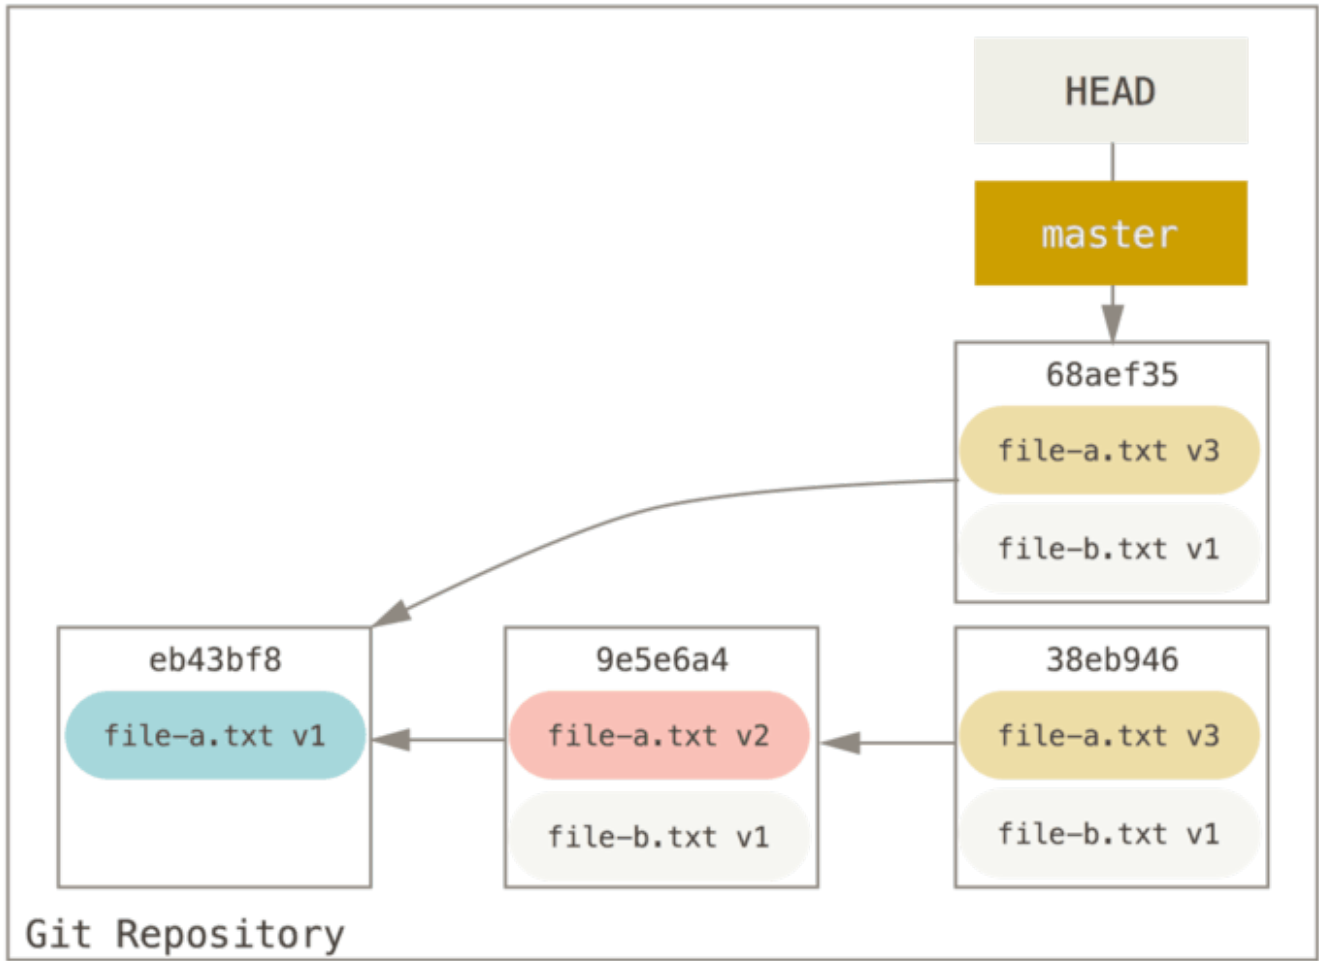 HEAD
master
68aef35
file-a.txt v3
file-b.txt v1
eb43bf8
file-a.txt v1
9e5e6a4
file-a.txt v2
file-b.txt v1
38eb946
file-a.txt v3
file-b.txt v1
Git Repository